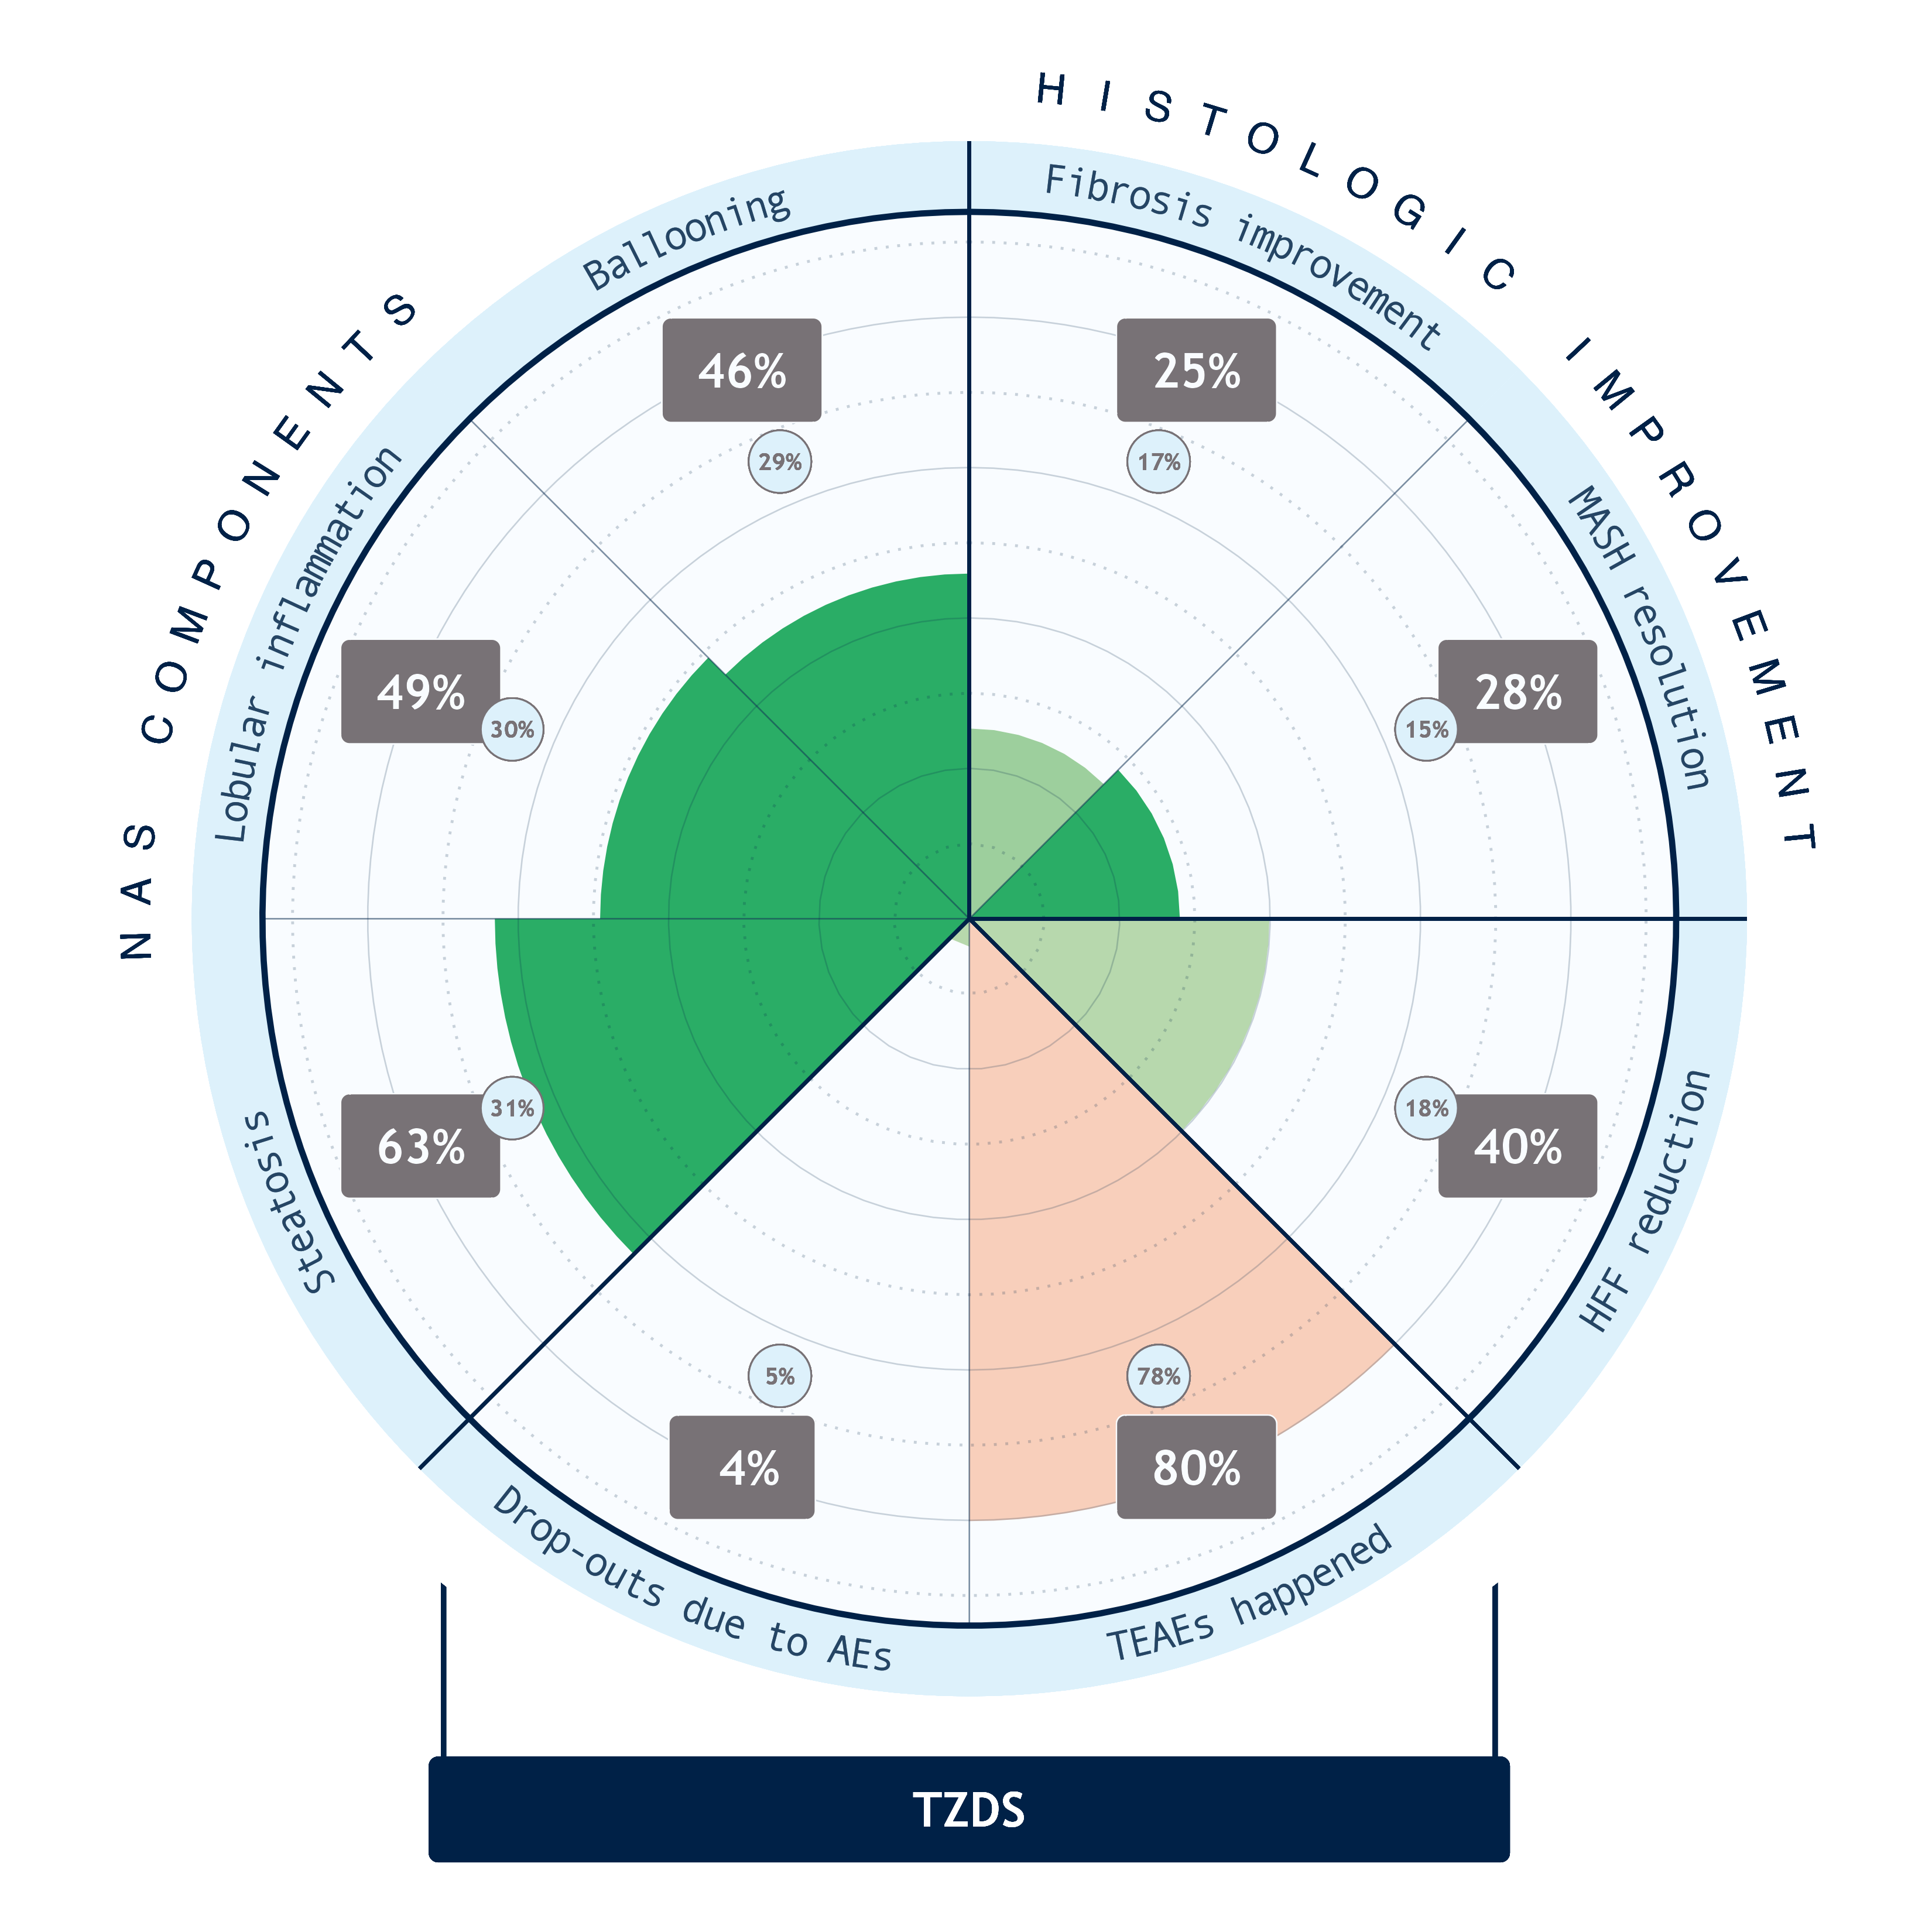 HISTOLOGIC IMPROVEMENT
NAS COMPONENTS
Fibrosis improvement
25%
17%
MASH resolution
28%
15%
HFF reduction
40%
18%
TEAEs happened
80%
78%
Drop-outs due to AEs
4%
5%
Steatosis
63%
31%
Lobular inflammation
49%
30%
Ballooning
46%
29%
TZDS